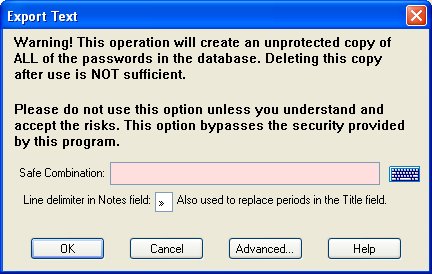 Export Text
Warning! This operation will create an unprotected copy of
ALL of the passwords in the database. Deleting this copy
after use is NOT sufficient.
Please do not use this option unless you understand and
accept the risks. This option bypasses the security provided
by this program.
Safe Combination:
Line delimiter in Notes field: » Also used to replace periods in the Title field.
OK Cancel Advanced... Help